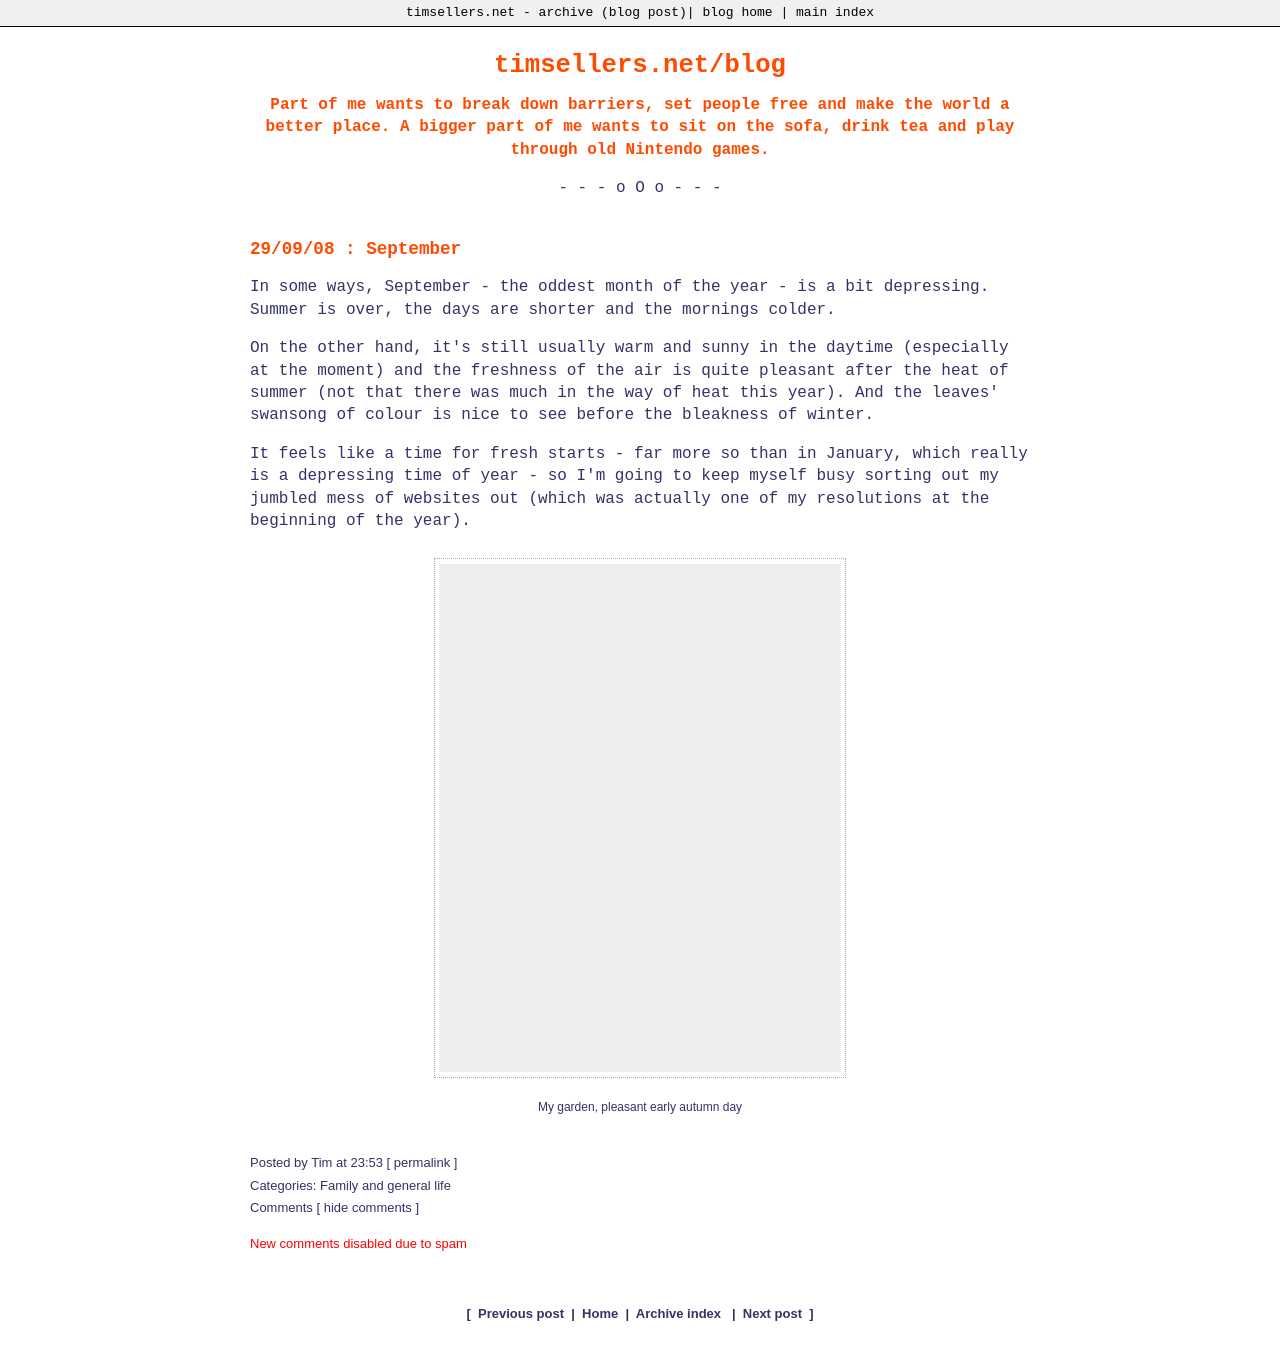 timsellers.net - archive (blog post)| blog home | main index
timsellers.net/blog
Part of me wants to break down barriers, set people free and make the world a
better place. A bigger part of me wants to sit on the sofa, drink tea and play
through old Nintendo games.
- - - o O o - - -
29/09/08 : September
In some ways, September - the oddest month of the year - is a bit depressing.
Summer is over, the days are shorter and the mornings colder.
On the other hand, it's still usually warm and sunny in the daytime (especially
at the moment) and the freshness of the air is quite pleasant after the heat of
summer (not that there was much in the way of heat this year). And the leaves'
swansong of colour is nice to see before the bleakness of winter.
It feels like a time for fresh starts - far more so than in January, which really
is a depressing time of year - so I'm going to keep myself busy sorting out my
jumbled mess of websites out (which was actually one of my resolutions at the
beginning of the year).
My garden, pleasant early autumn day
Posted by Tim at 23:53 [ permalink ]
Categories: Family and general life
Comments [ hide comments ]
New comments disabled due to spam
[ Previous post | Home | Archive index | Next post ]